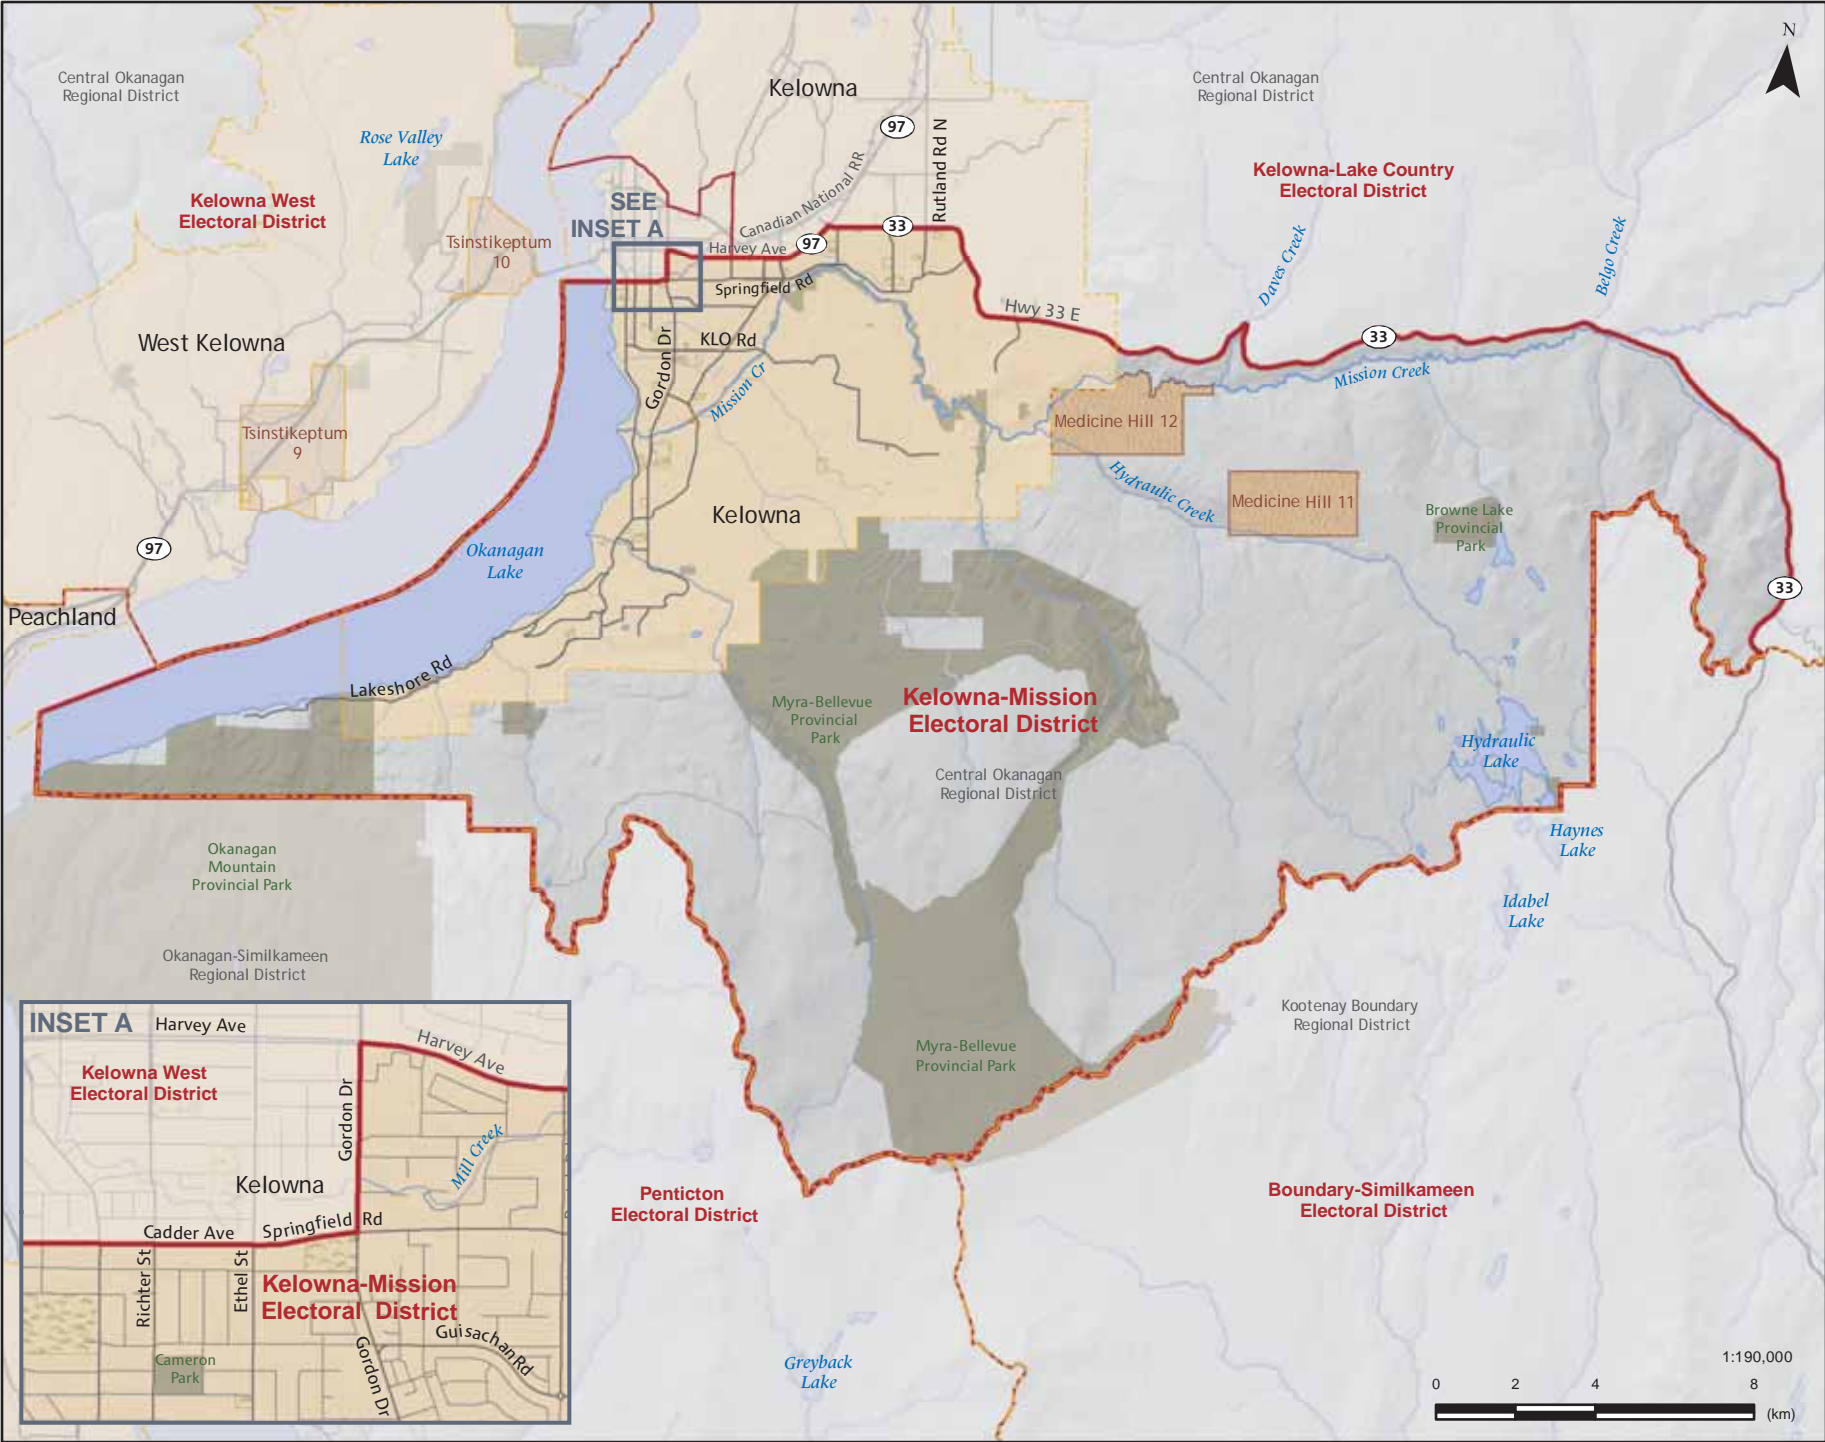 N
Central Okanagan
Regional District
Kelowna
Central Okanagan
Regional District
97
Rose Valley
Lake
Rutland Rd N
Canadian National RR
Kelowna West
Electoral District
Kelowna-Lake Country
Electoral District
SEE
INSET A
Tsinstikeptum
10
33
Harvey Ave
97
Daves Creek
Belgo Creek
Springfield Rd
Hwy 33 E
West Kelowna
KLO Rd
Gordon Dr
33
Mission Cr
Mission Creek
Medicine Hill 12
Tsinstikeptum
9
Hydraulic Creek
Medicine Hill 11
Browne Lake
Provincial
Park
Kelowna
97
Okanagan
Lake
33
Peachland
Lakeshore Rd
Myra-Bellevue
Provincial
Park
Kelowna-Mission
Electoral District
Central Okanagan
Regional District
Hydraulic
Lake
Haynes
Lake
Okanagan
Mountain
Provincial Park
Idabel
Lake
Okanagan-Similkameen
Regional District
Kootenay Boundary
Regional District
Myra-Bellevue
Provincial Park
Penticton
Electoral District
Boundary-Similkameen
Electoral District
Greyback
Lake
INSET A
Harvey Ave
Harvey Ave
Kelowna West
Electoral District
Gordon Dr
Mill Creek
Kelowna
Cadder Ave
Springfield Rd
Richter St
Ethel St
Kelowna-Mission
Electoral District
Guisachan Rd
Gordon Dr
Cameron
Park
1:190,000
0 2 4 8
(km)